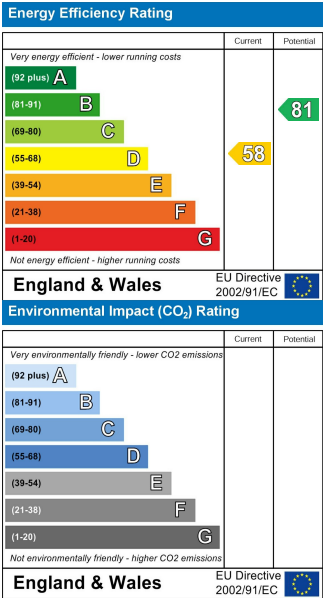 Energy Efficiency Rating
Current Potential
Very energy efficient - lower running costs
(92 plus) A
(81-91) B
81
(69-80) C
(55-68) D
58
(39-54) E
(21-38) F
(1-20) G
Not energy efficient - higher running costs
England & Wales
EU Directive
2002/91/EC
Environmental Impact (CO₂) Rating
Current Potential
Very environmentally friendly - lower CO2 emissions
(92 plus) A
(81-91) B
(69-80) C
(55-68) D
(39-54) E
(21-38) F
(1-20) G
Not environmentally friendly - higher CO2 emissions
England & Wales
EU Directive
2002/91/EC